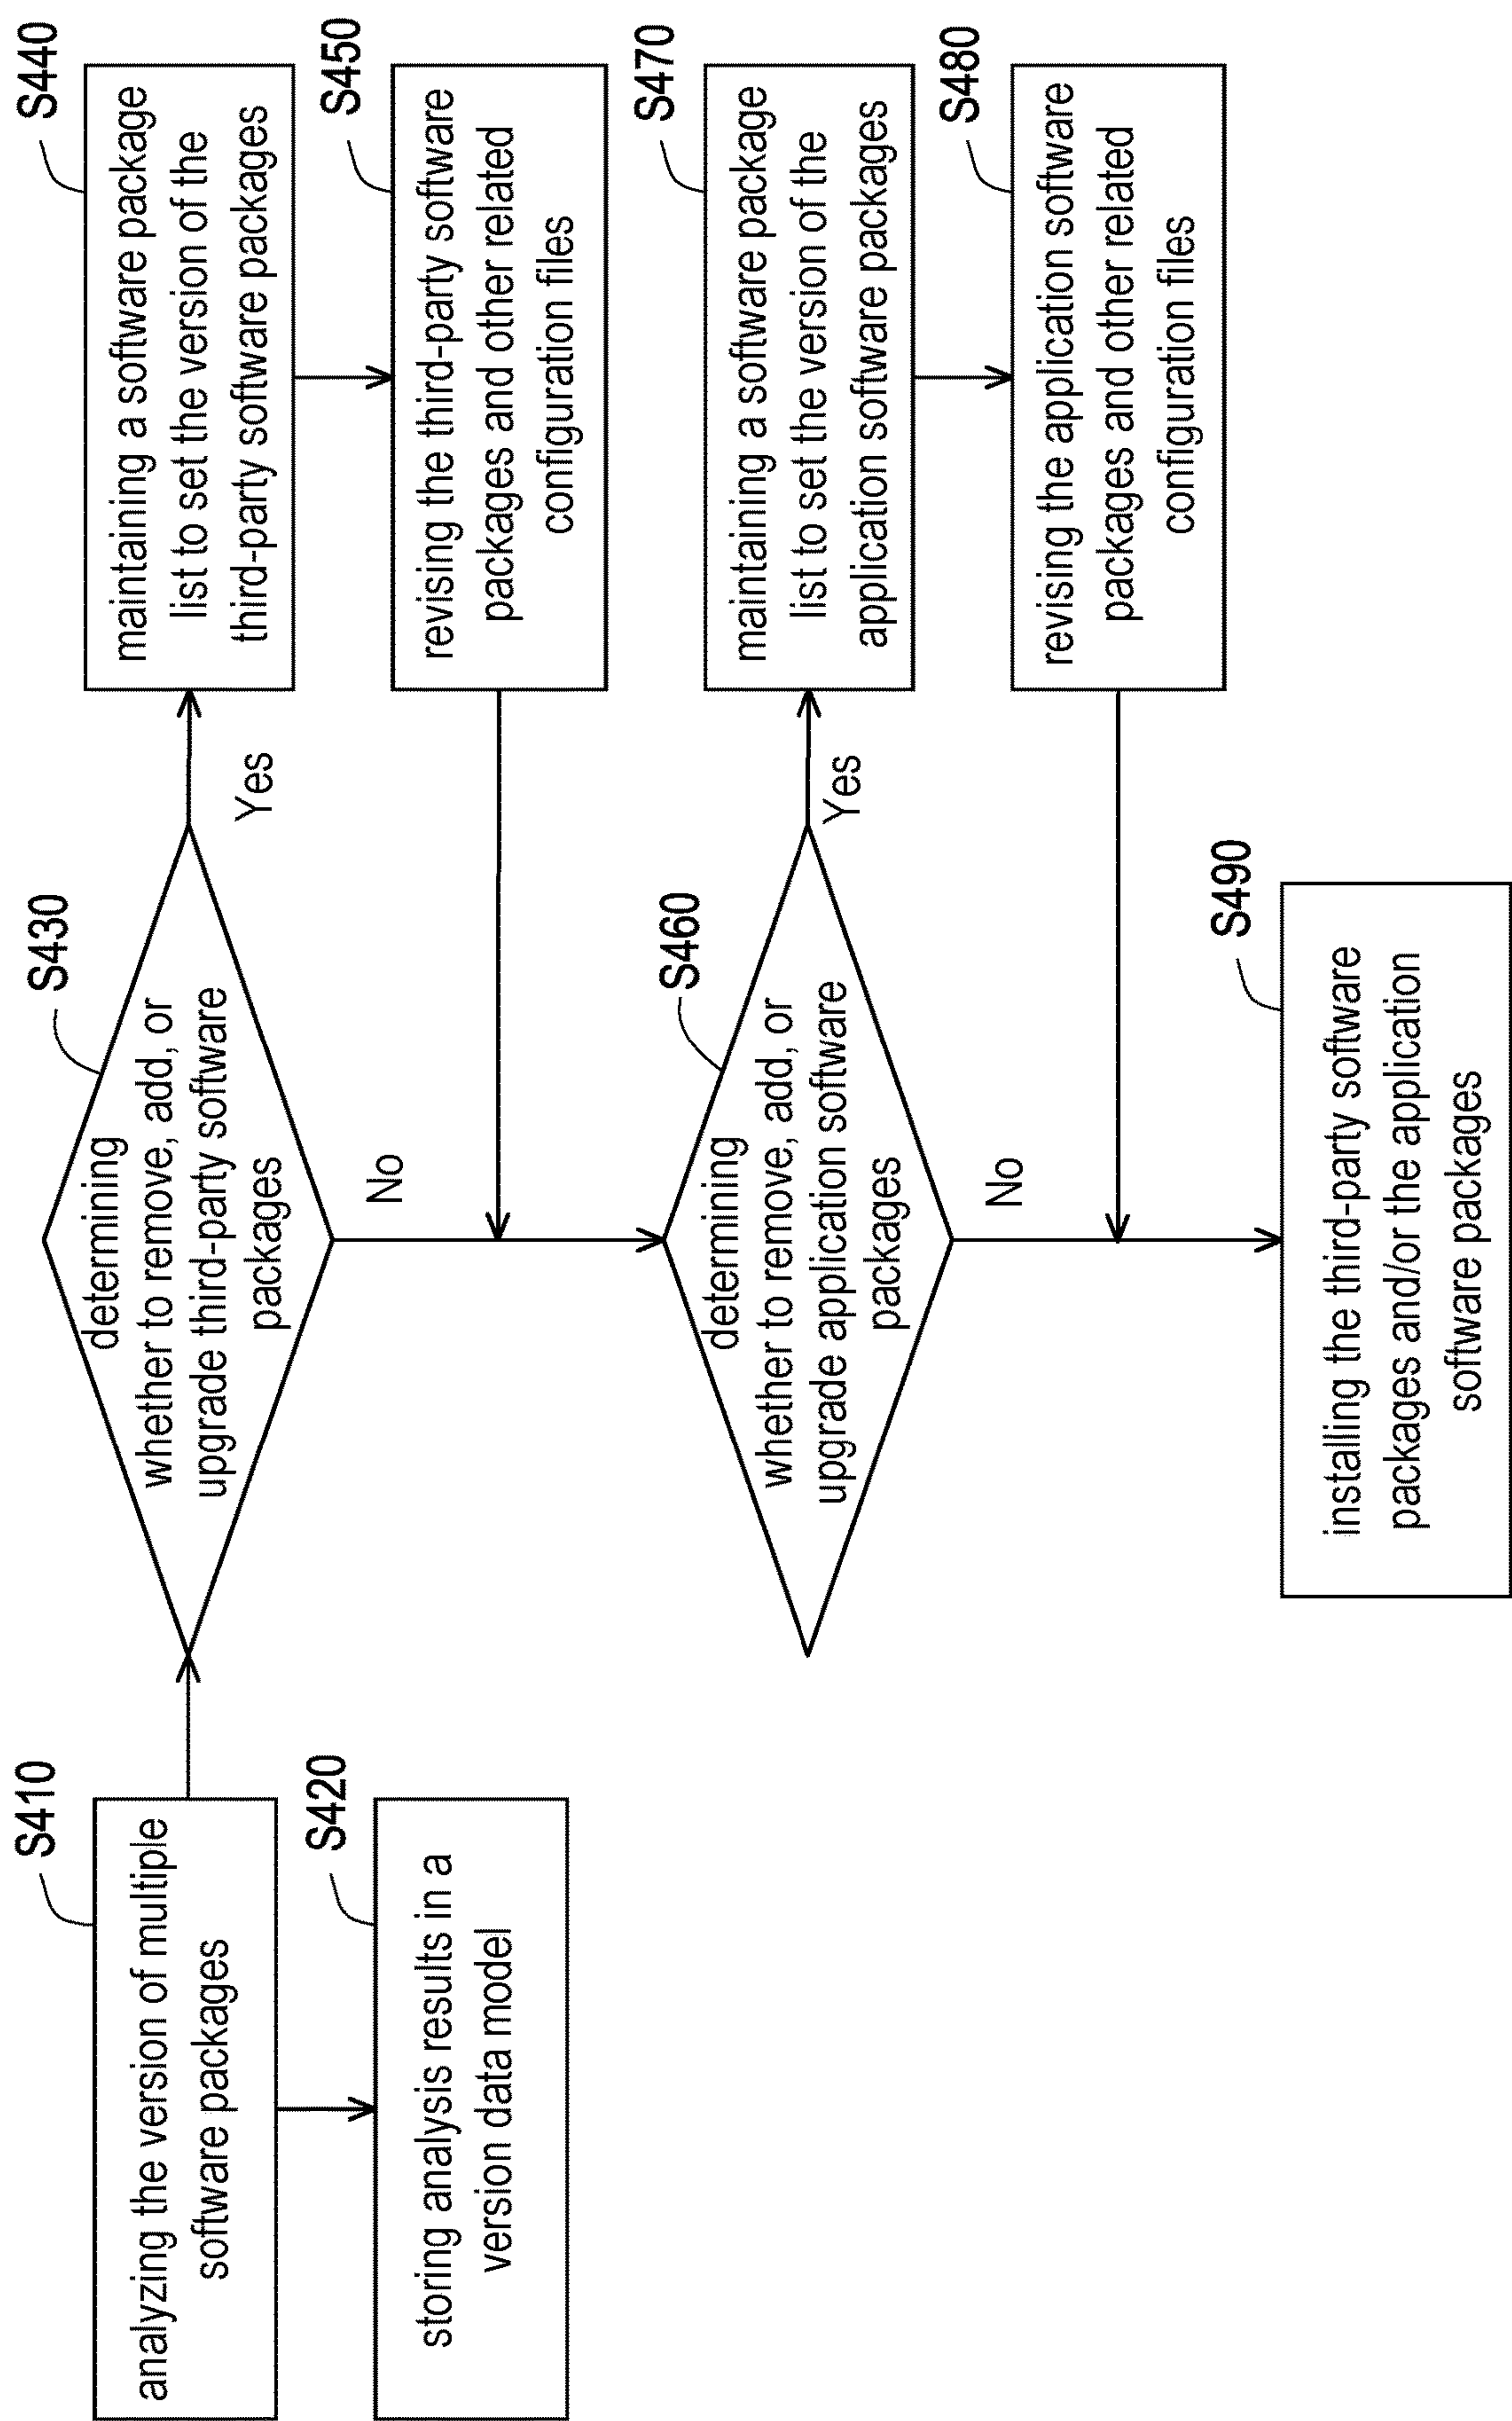 S410
analyzing the version of multiple
software packages
S420
storing analysis results in a
version data model
S430
determining
whether to remove, add, or
upgrade third-party software
packages
Yes
No
S440
maintaining a software package
list to set the version of the
third-party software packages
S450
revising the third-party software
packages and other related
configuration files
S460
determining
whether to remove, add, or
upgrade application software
packages
Yes
No
S470
maintaining a software package
list to set the version of the
application software packages
S480
revising the application software
packages and other related
configuration files
S490
installing the third-party software
packages and/or the application
software packages